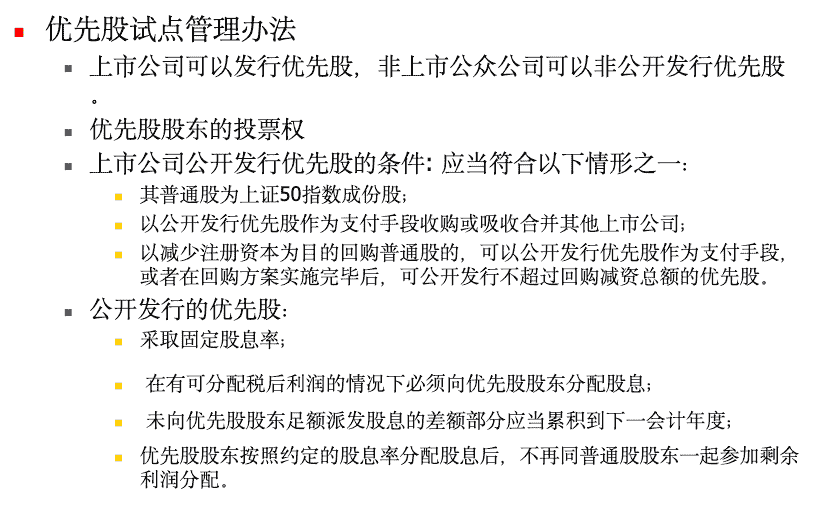 优先股试点管理办法
上市公司可以发行优先股，非上市公众公司可以非公开发行优先股
。
优先股股东的投票权
上市公司公开发行优先股的条件：应当符合以下情形之一：
其普通股为上证50指数成份股；
以公开发行优先股作为支付手段收购或吸收合并其他上市公司；
以减少注册资本为目的回购普通股的，可以公开发行优先股作为支付手段，
或者在回购方案实施完毕后，可公开发行不超过回购减资总额的优先股。
公开发行的优先股：
采取固定股息率；
在有可分配税后利润的情况下必须向优先股股东分配股息；
未向优先股股东足额派发股息的差额部分应当累积到下一会计年度；
优先股股东按照约定的股息率分配股息后，不再同普通股股东一起参加剩余
利润分配。